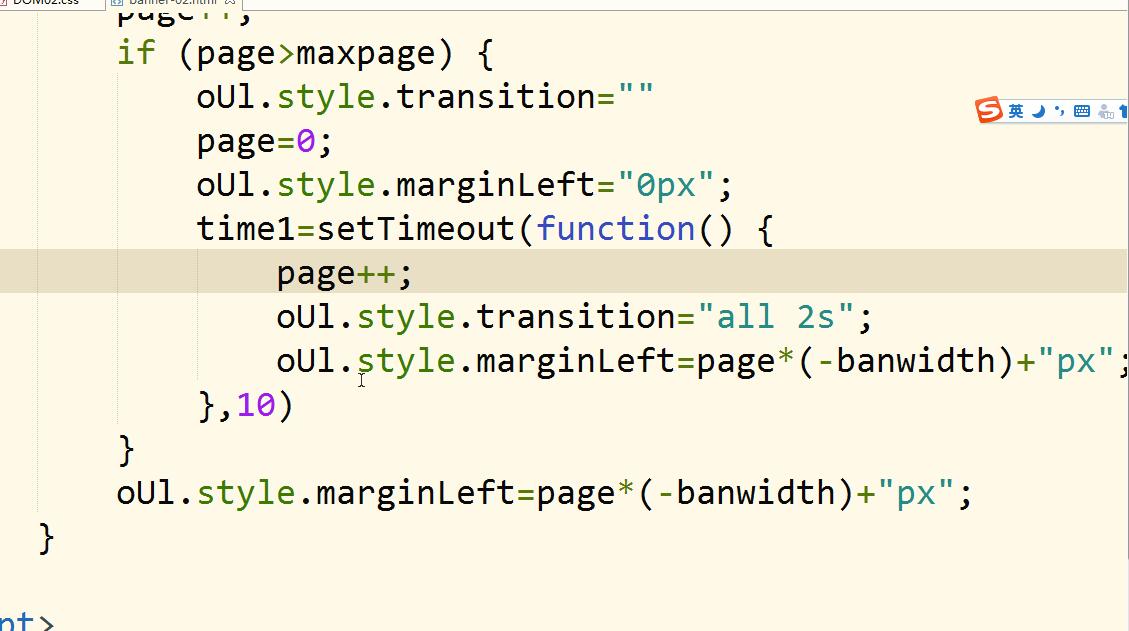 DOM02.css banner-02.html
page++;
if (page>maxpage) {
oUl.style.transition=""
page=0;
oUl.style.marginLeft="0px";
time1=setTimeout(function() {
page++;
oUl.style.transition="all 2s";
oUl.style.marginLeft=page*(-banwidth)+"px";
},10)
}
oUl.style.marginLeft=page*(-banwidth)+"px";
}
pt>
S英